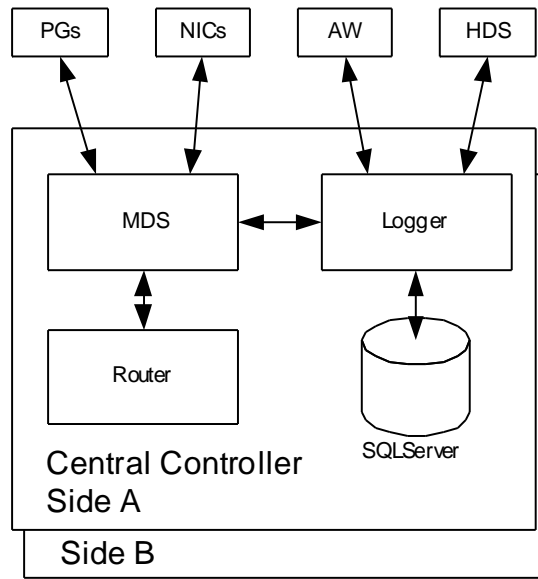 PGs
NICs
AW
HDS
MDS
Logger
Router
SQLServer
Central Controller
Side A
Side B